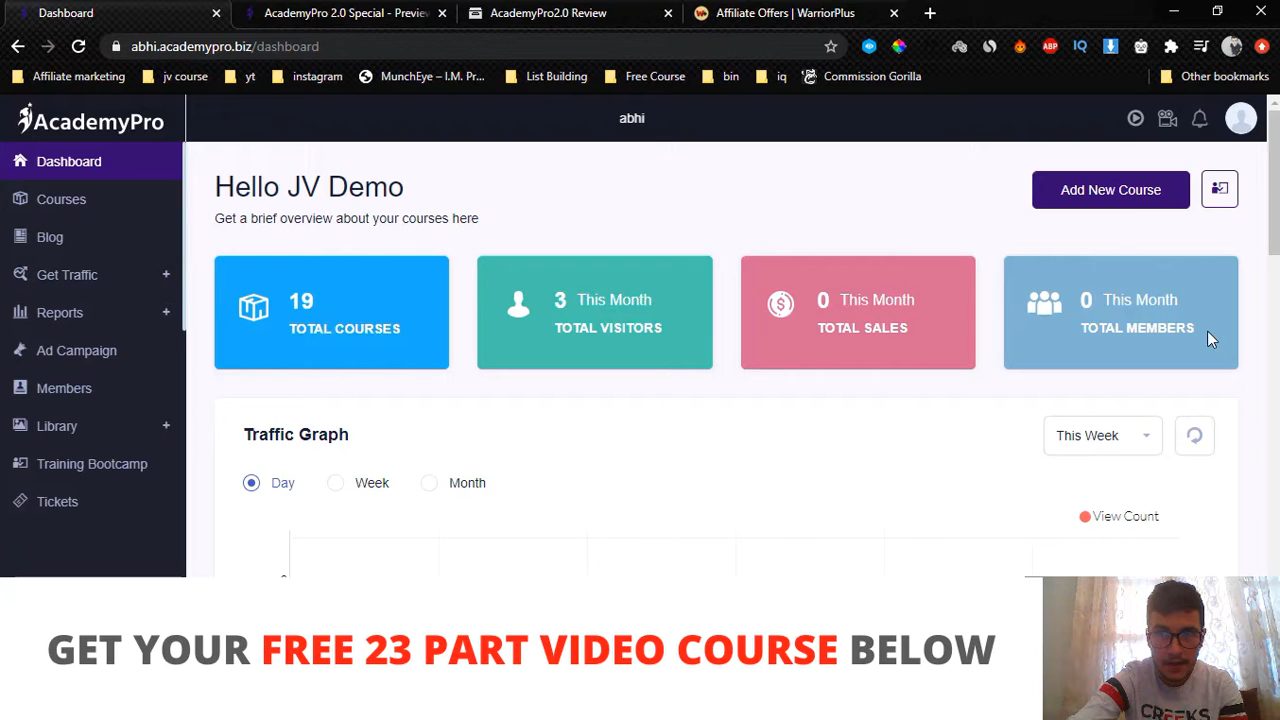 Dashboard
AcademyPro 2.0 Special - Preview
AcademyPro2.0 Review
Affiliate Offers | WarriorPlus
abhi.academypro.biz/dashboard
ABP
IQ
Affiliate marketing
jv course
yt
instagram
MunchEye – I.M. Pr...
List Building
Free Course
bin
iq
Commission Gorilla
Other bookmarks
AcademyPro
abhi
Dashboard
Courses
Blog
Get Traffic +
Reports +
Ad Campaign
Members
Library +
Training Bootcamp
Tickets
Hello JV Demo
Get a brief overview about your courses here
Add New Course
19
TOTAL COURSES
3 This Month
TOTAL VISITORS
0 This Month
TOTAL SALES
0 This Month
TOTAL MEMBERS
Traffic Graph
This Week
Day
Week
Month
View Count
GET YOUR FREE 23 PART VIDEO COURSE BELOW